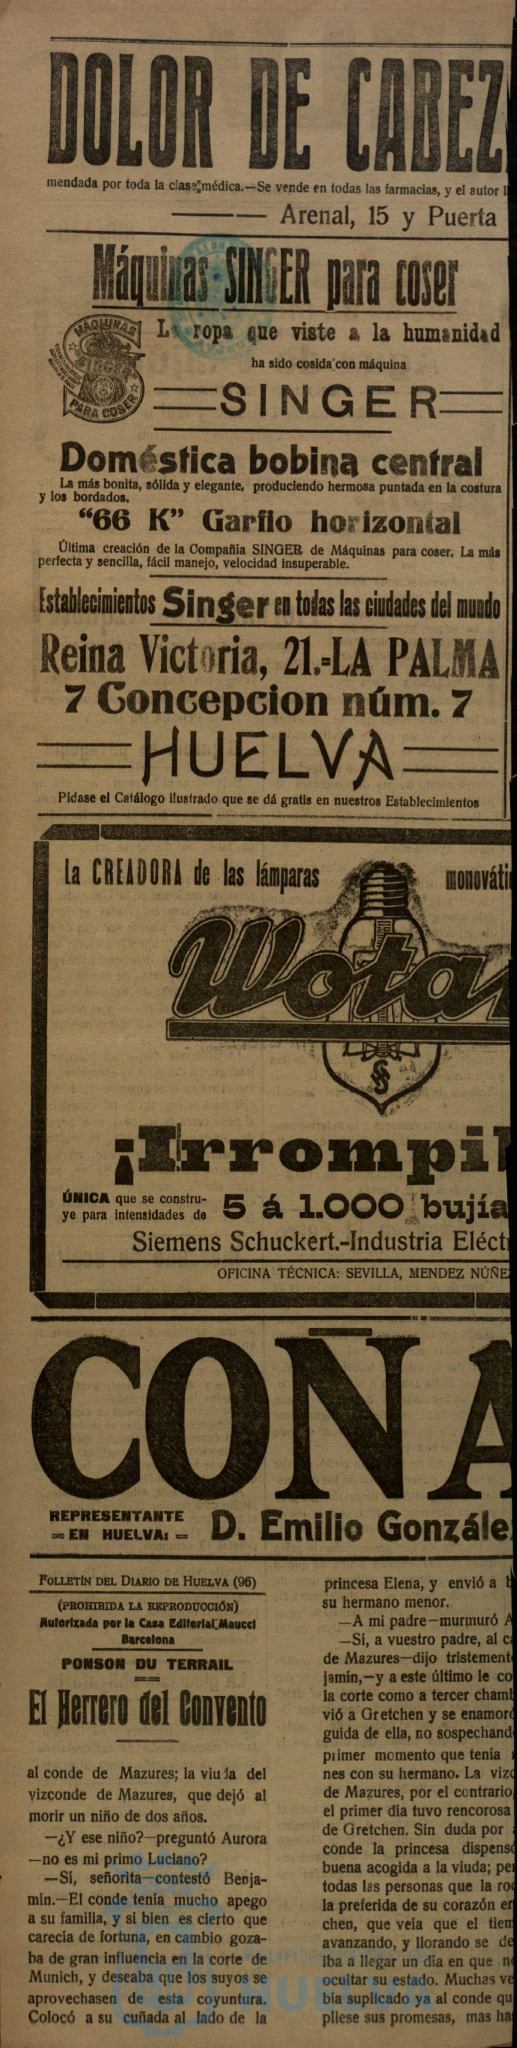 DOLOR DE CABEZ
mendada por toda la clase médica.—Se vende en todas las farmacias, y el autor
Arenal, 15 y Puerta
Máquinas SINGER para coser
MÁQUINAS
SINGER
PARA COSER
La ropa que viste a la humanidad
ha sido cosida con máquina
SINGER
Doméstica bobina central
La más bonita, sólida y elegante, produciendo hermosa puntada en la costura
y los bordados.
“66 K” Garfio horizontal
Última creación de la Compañía SINGER de Máquinas para coser. La más
perfecta y sencilla, fácil manejo, velocidad insuperable.
Establecimientos Singer en todas las ciudades del mundo
Reina Victoria, 21.=LA PALMA
7 Concepcion núm. 7
HUELVA
Pídase el Catálogo ilustrado que se dá gratis en nuestros Establecimientos
La CREADORA de las lámparas monováti
Wota
¡Irrompi
ÚNICA que se constru-
ye para intensidades de 5 á 1.000 bujía
Siemens Schuckert.-Industria Eléct
OFICINA TÉCNICA: SEVILLA, MENDEZ NÚÑE
COÑA
REPRESENTANTE
EN HUELVA: D. Emilio Gonzále
FOLLETÍN DEL DIARIO DE HUELVA (96)
(PROHIBIDA LA REPRODUCCIÓN)
Autorizada por la Casa Editorial Maucci
Barcelona
PONSON DU TERRAIL
El Herrero del Convento
al conde de Mazures; la viuda del
vizconde de Mazures, que dejó al
morir un niño de dos años.
—¿Y ese niño?—preguntó Aurora
—no es mi primo Luciano?
—Sí, señorita—contestó Benja-
mín.—El conde tenía mucho apego
a su familia, y si bien es cierto que
carecía de fortuna, en cambio goza-
ba de gran influencia en la corte de
Munich, y deseaba que los suyos se
aprovechasen de esta coyuntura.
Colocó a su cuñada al lado de la
princesa Elena, y envió a
su hermano menor.
—A mi padre—murmuró A
—Sí, a vuestro padre, al c
de Mazures—dijo tristement
jamín,—y a este último le co
la corte como a tercer cham
vió a Gretchen y se enamor
guida de ella, no sospechand
primer momento que tenía
nes con su hermano. La viz
de Mazures, por el contrario
el primer día tuvo rencorosa
de Gretchen. Sin duda por
conde la princesa dispens
buena acogida a la viuda; pe
todas las personas que la ro
la preferida de su corazón er
chen, que veía que el tiem
avanzando, y llorando se de
iba a llegar un día en que n
ocultar su estado. Muchas ve
bía suplicado ya al conde qu
pliese sus promesas, mas ha